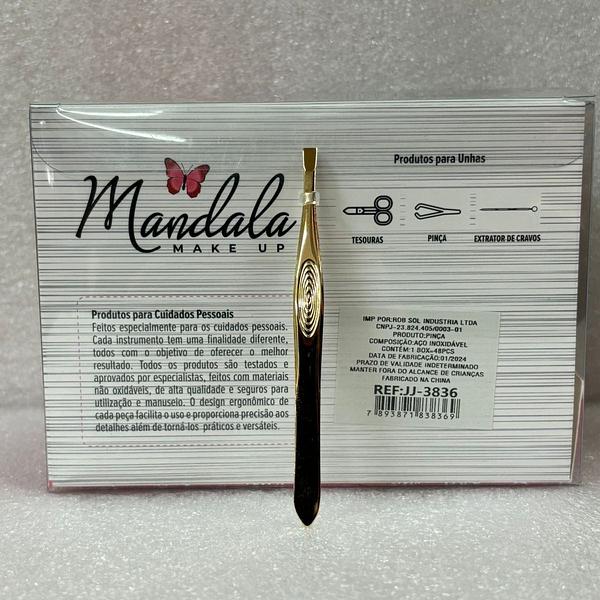 Mandala
MAKE UP
Produtos para Unhas
TESOURAS
PINÇA
EXTRATOR DE CRAVOS
Produtos para Cuidados Pessoais
Feitos especialmente para os cuidados pessoais.
Cada instrumento tem uma finalidade diferente,
todos com o objetivo de oferecer o melhor
resultado. Todos os produtos são testados e
aprovados por especialistas, feitos com materiais
não oxidáveis, de alta qualidade e seguros para
utilização e manuselo. O design ergonômico de
cada peça facilita o uso e proporciona precisão aos
detalhes além de torná-los práticos e versáteis.
IMP POR:ROB SOL INDUSTRIA LTDA
CNPJ-23.824.405/0003-01
PRODUTO:PINÇA
COMPOSIÇÃO:AÇO INOXIDÁVEL
CONTÉM:1 BOX=48PCS
DATA DE FABRICAÇÃO:01/2024
PRAZO DE VALIDADE INDETERMINADO
MANTER FORA DO ALCANCE DE CRIANÇAS
FABRICADO NA CHINA
REF:JJ-3836
7 893871 838369